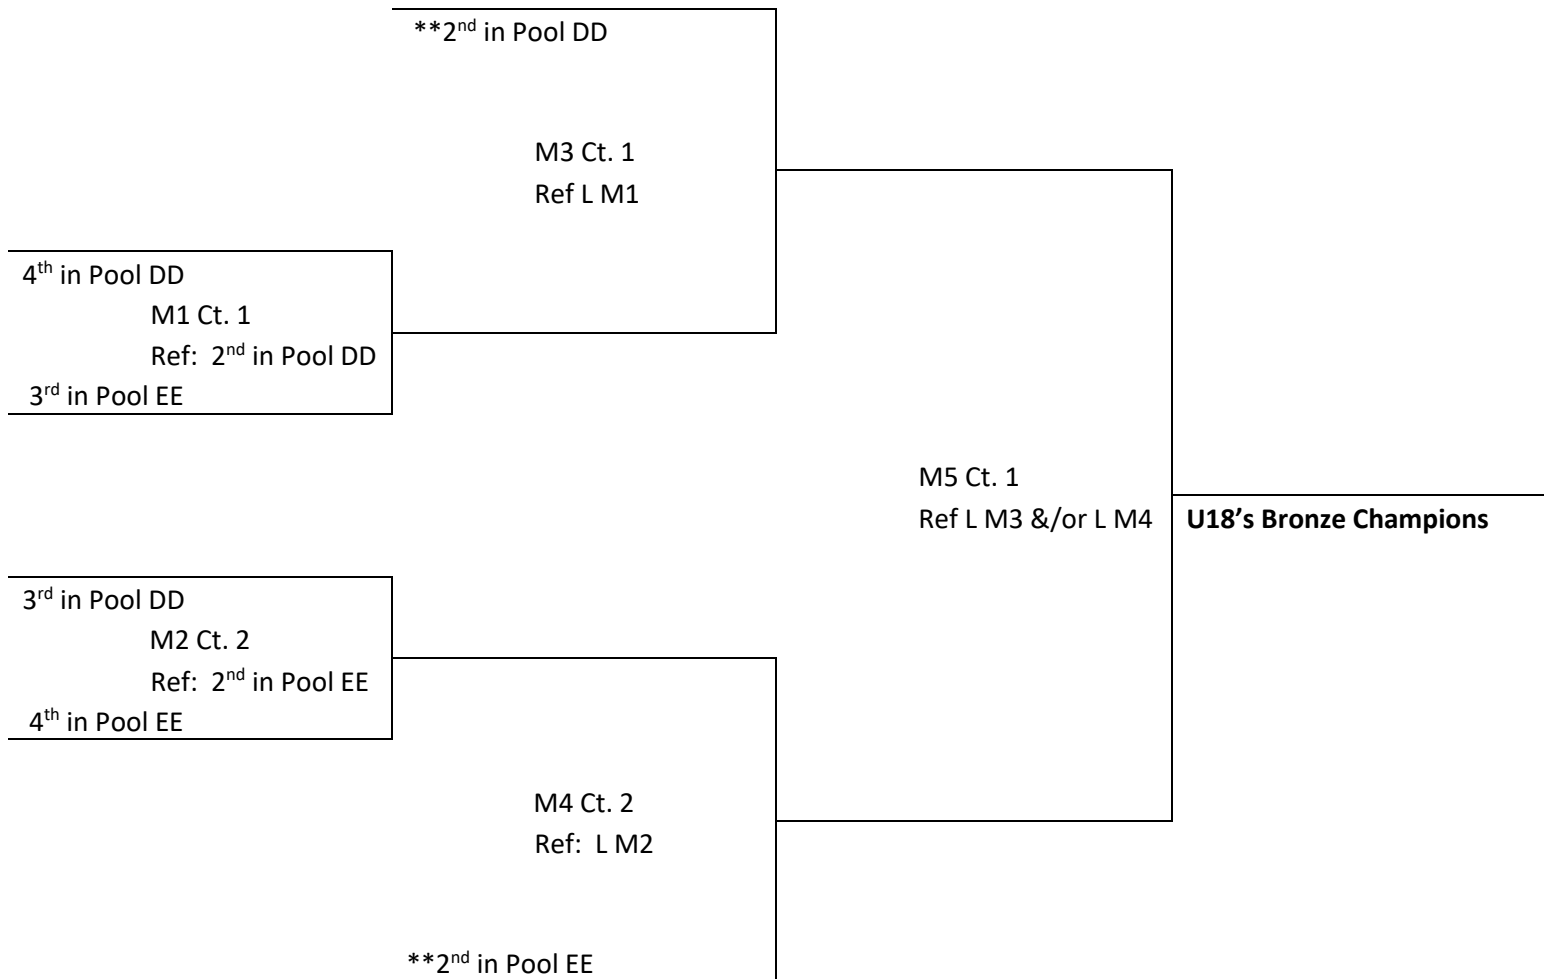 **2nd in Pool DD
M3 Ct. 1
Ref L M1
4th in Pool DD
M1 Ct. 1
Ref:  2nd in Pool DD
3rd in Pool EE
M5 Ct. 1
Ref L M3 &/or L M4
U18’s Bronze Champions
3rd in Pool DD
M2 Ct. 2
Ref:  2nd in Pool EE
4th in Pool EE
M4 Ct. 2
Ref:  L M2
**2nd in Pool EE